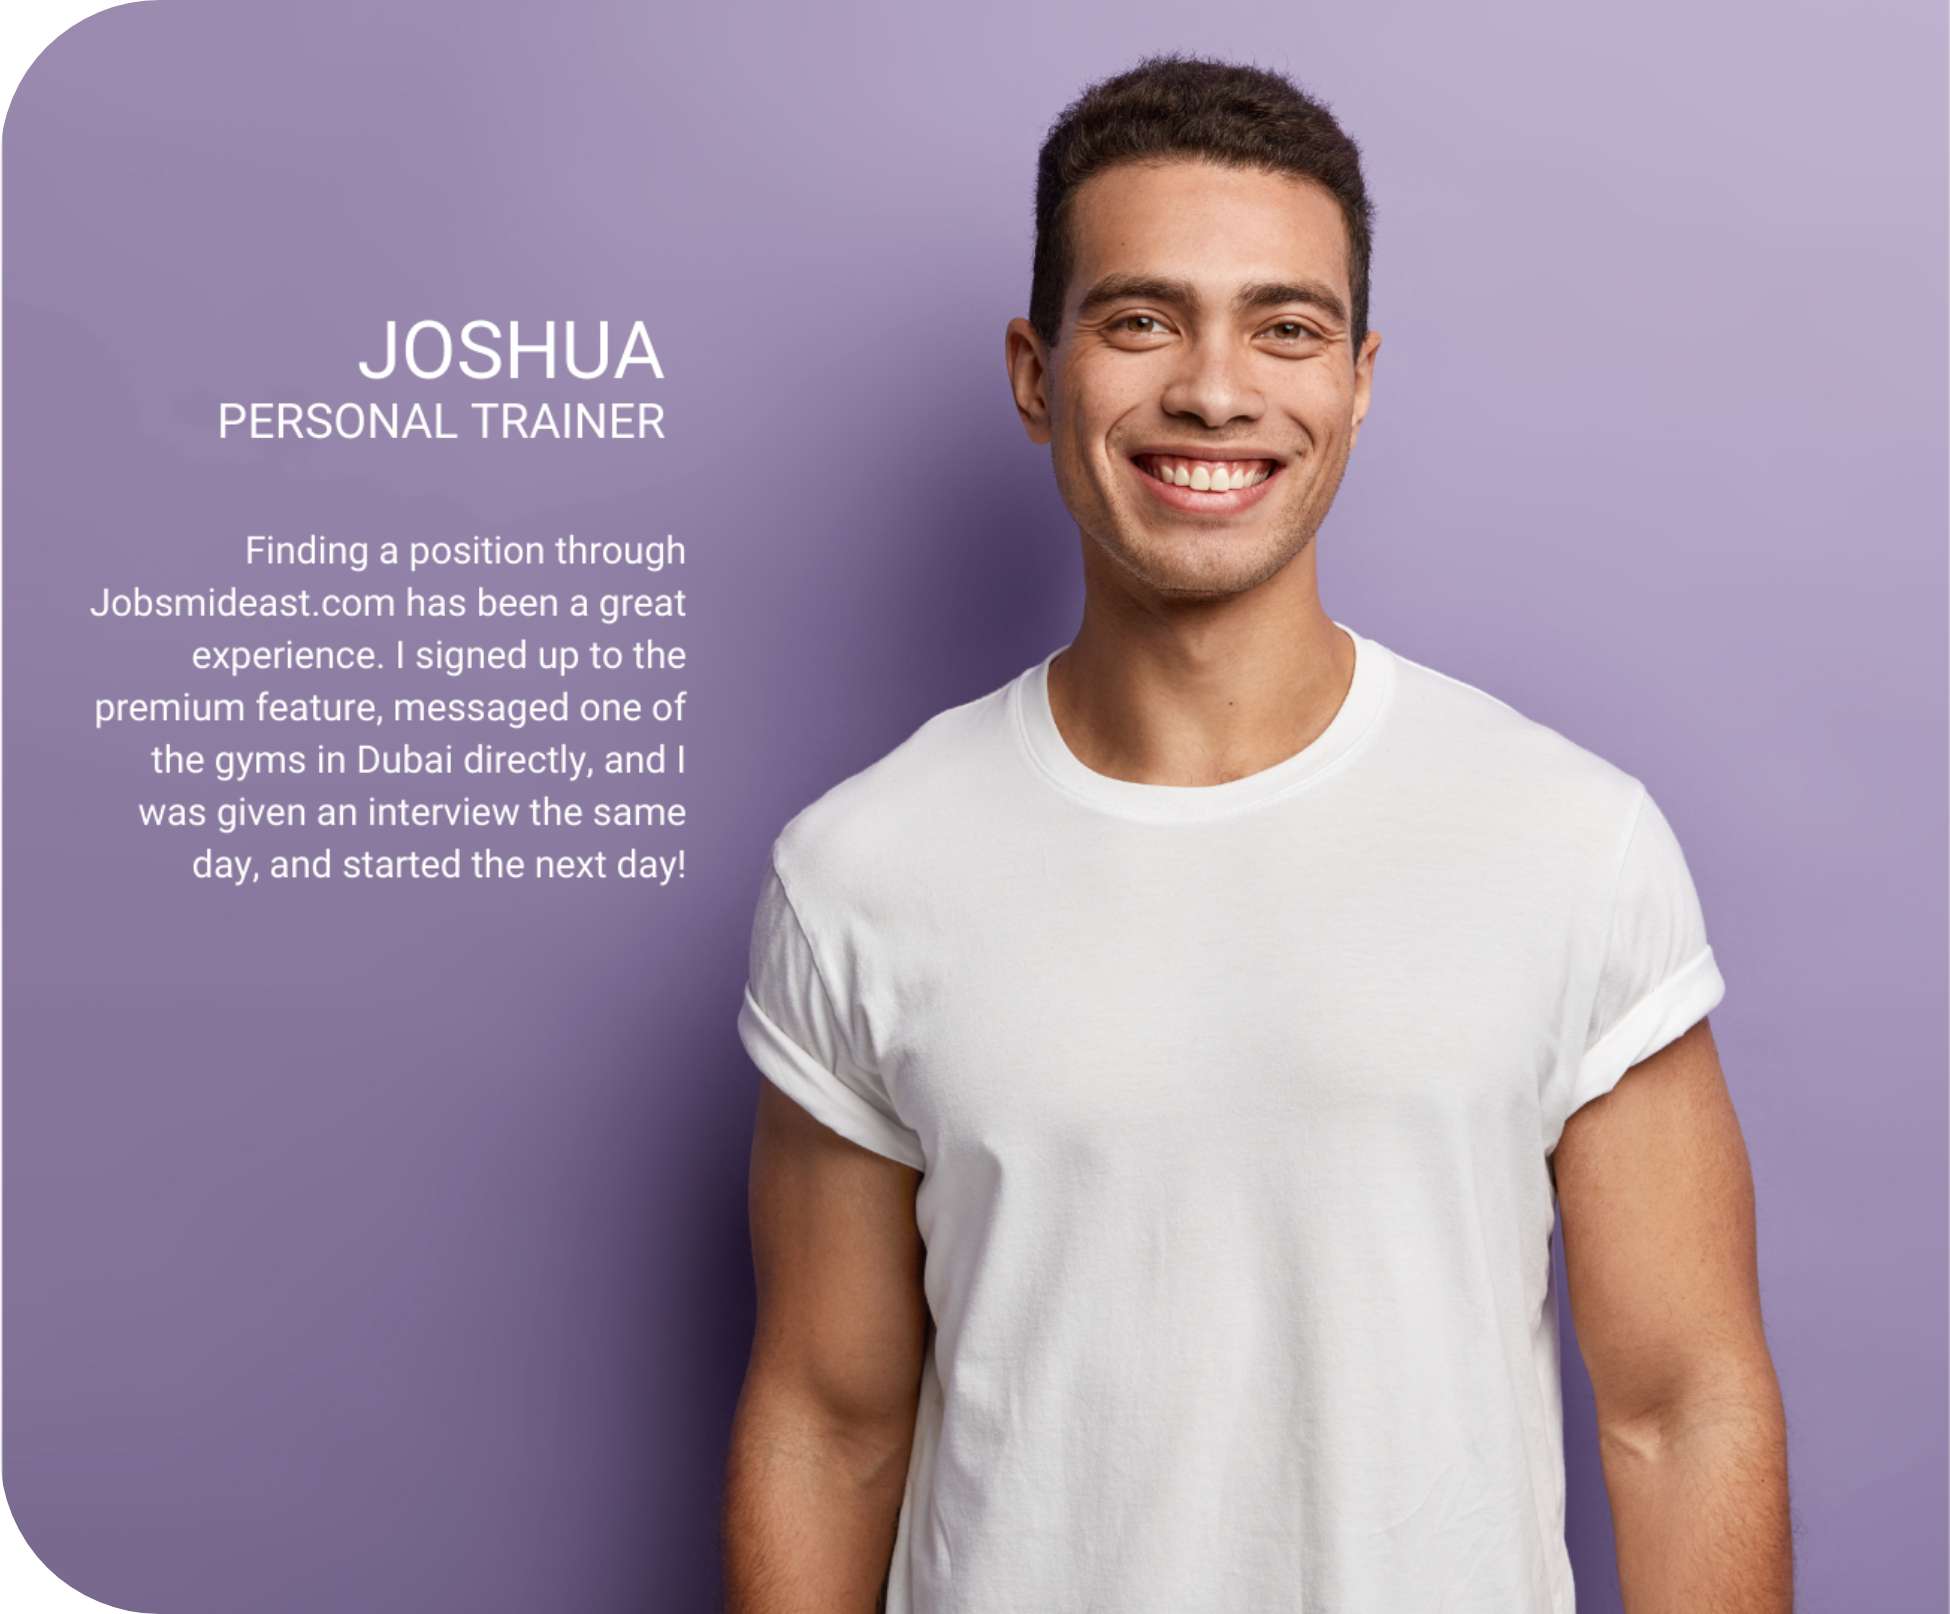 JOSHUA
PERSONAL TRAINER
Finding a position through
Jobsmideast.com has been a great
experience. I signed up to the
premium feature, messaged one of
the gyms in Dubai directly, and I
was given an interview the same
day, and started the next day!